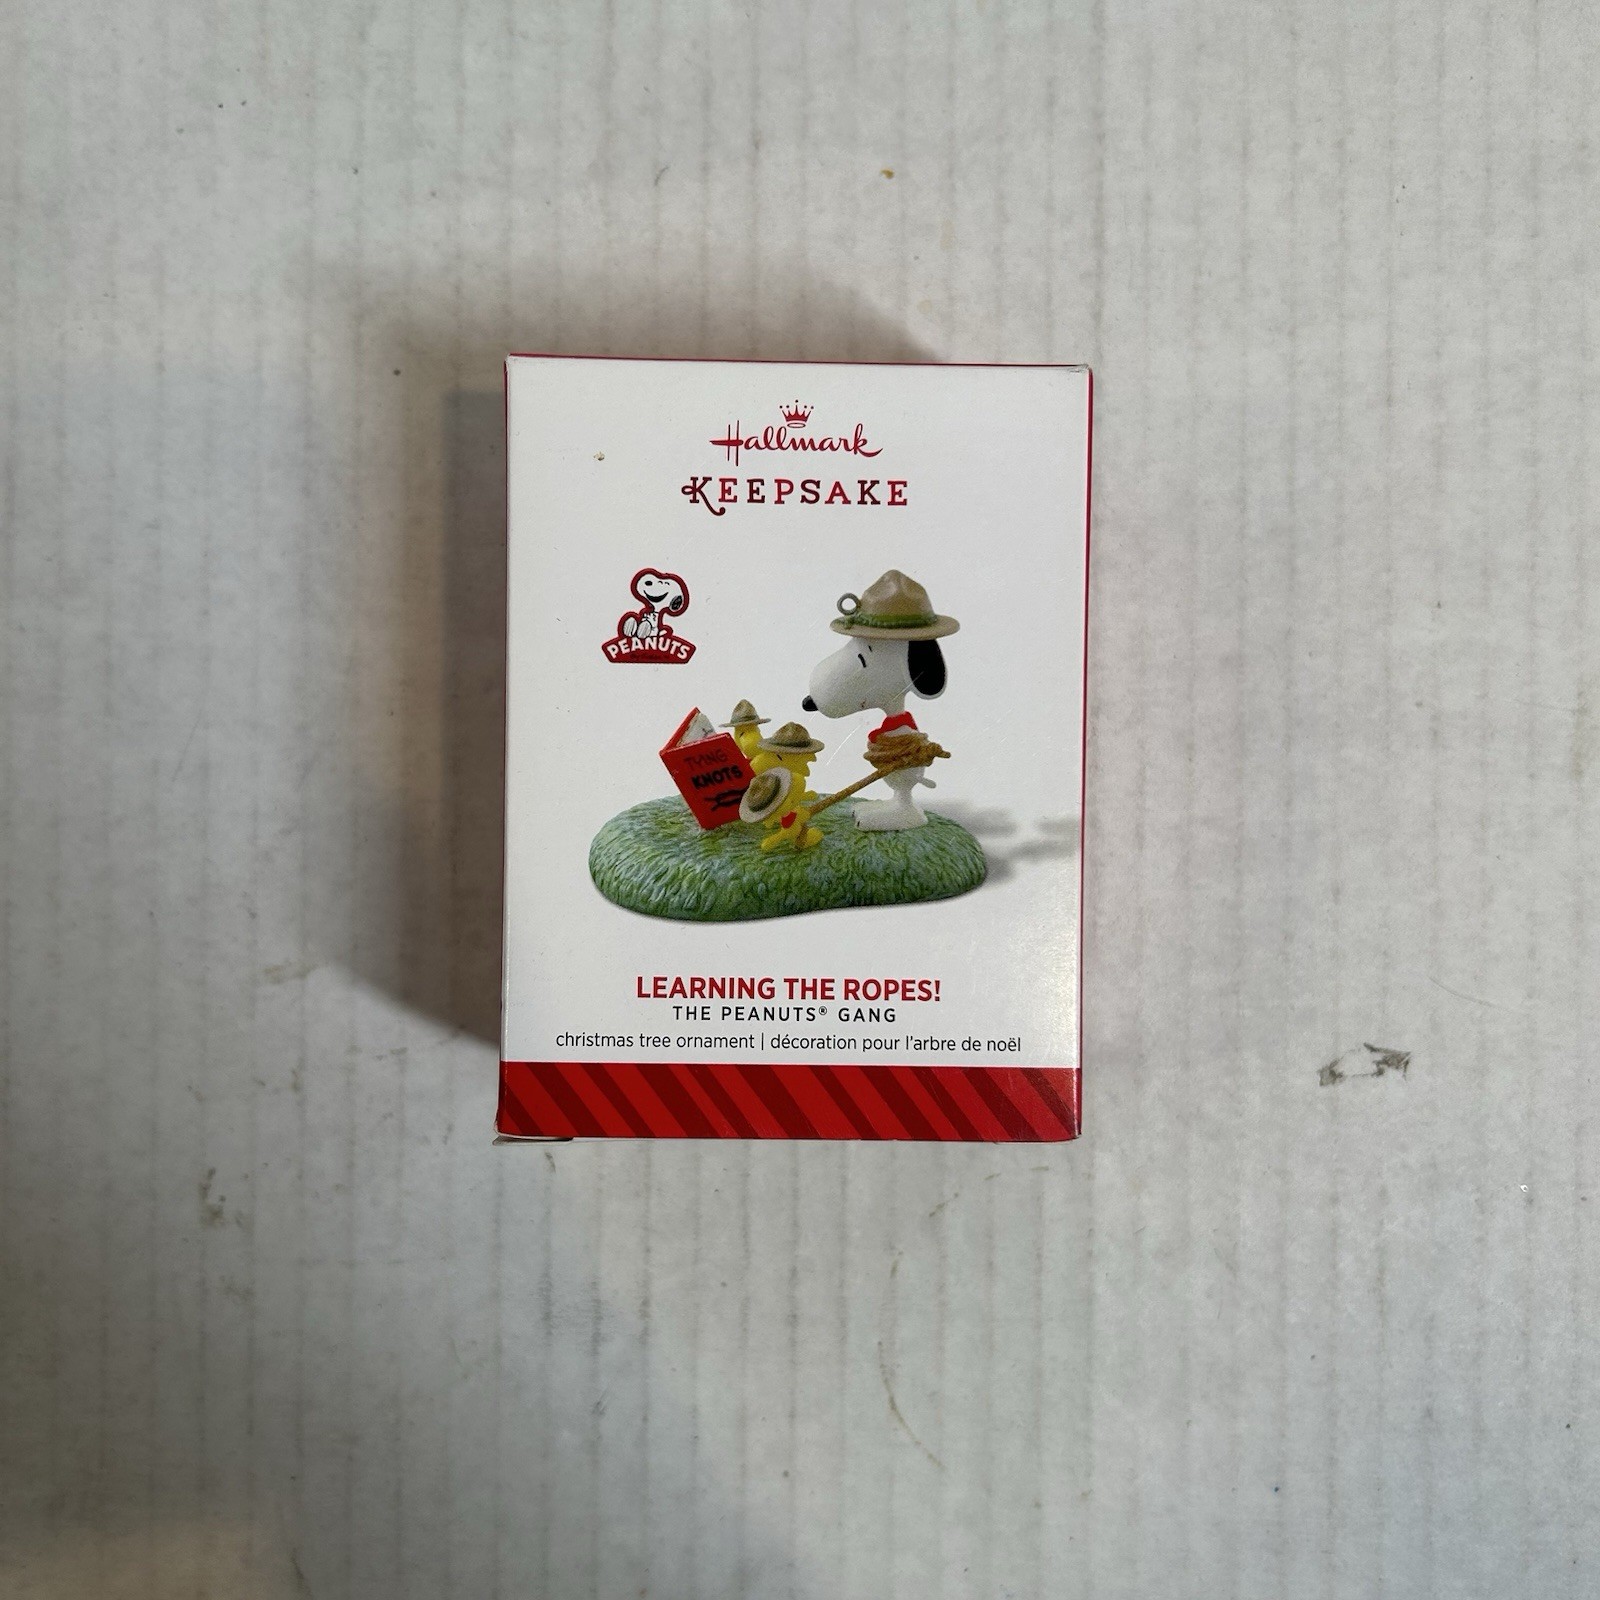 Hallmark
KEEPSAKE
PEANUTS
TYING
KNOTS
LEARNING THE ROPES!
THE PEANUTS® GANG
christmas tree ornament | décoration pour l'arbre de noël